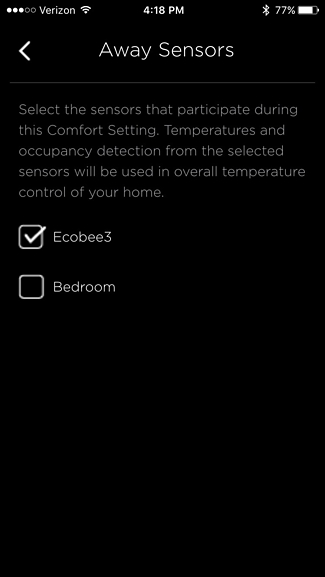 Verizon 4:18 PM 77%
Away Sensors
Select the sensors that participate during
this Comfort Setting. Temperatures and
occupancy detection from the selected
sensors will be used in overall temperature
control of your home.
Ecobee3
Bedroom